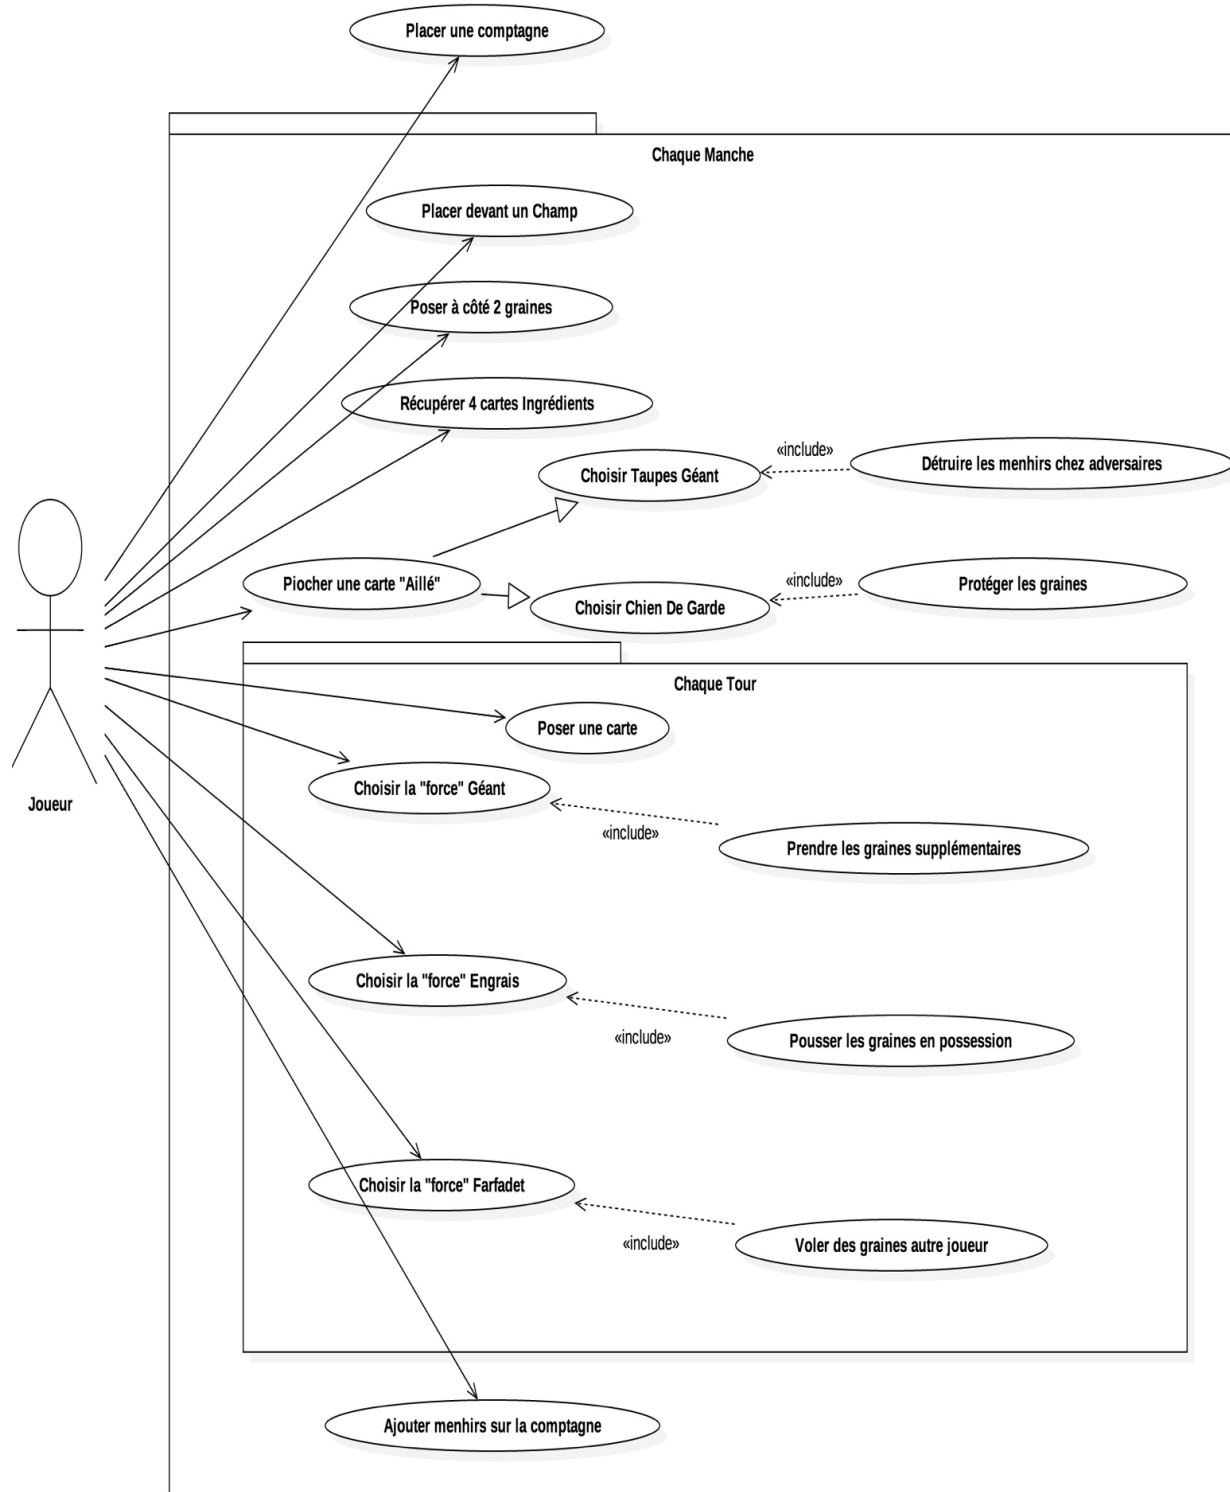 Placer une comptagne
Chaque Manche
Placer devant un Champ
Poser à côté 2 graines
Récupérer 4 cartes Ingrédients
«include»
Choisir Taupes Géant
Détruire les menhirs chez adversaires
Piocher une carte "Aillé"
«include»
Choisir Chien De Garde
Protéger les graines
Chaque Tour
Poser une carte
Choisir la "force" Géant
Joueur
«include»
Prendre les graines supplémentaires
Choisir la "force" Engrais
«include»
Pousser les graines en possession
Choisir la "force" Farfadet
«include»
Voler des graines autre joueur
Ajouter menhirs sur la comptagne